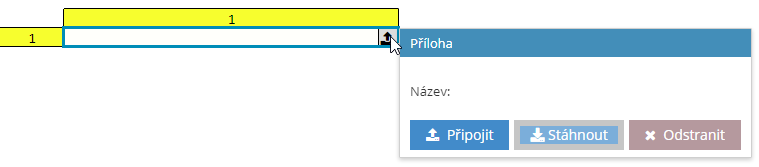 1
1
Příloha
Název:
Připojit
Stáhnout
Odstranit